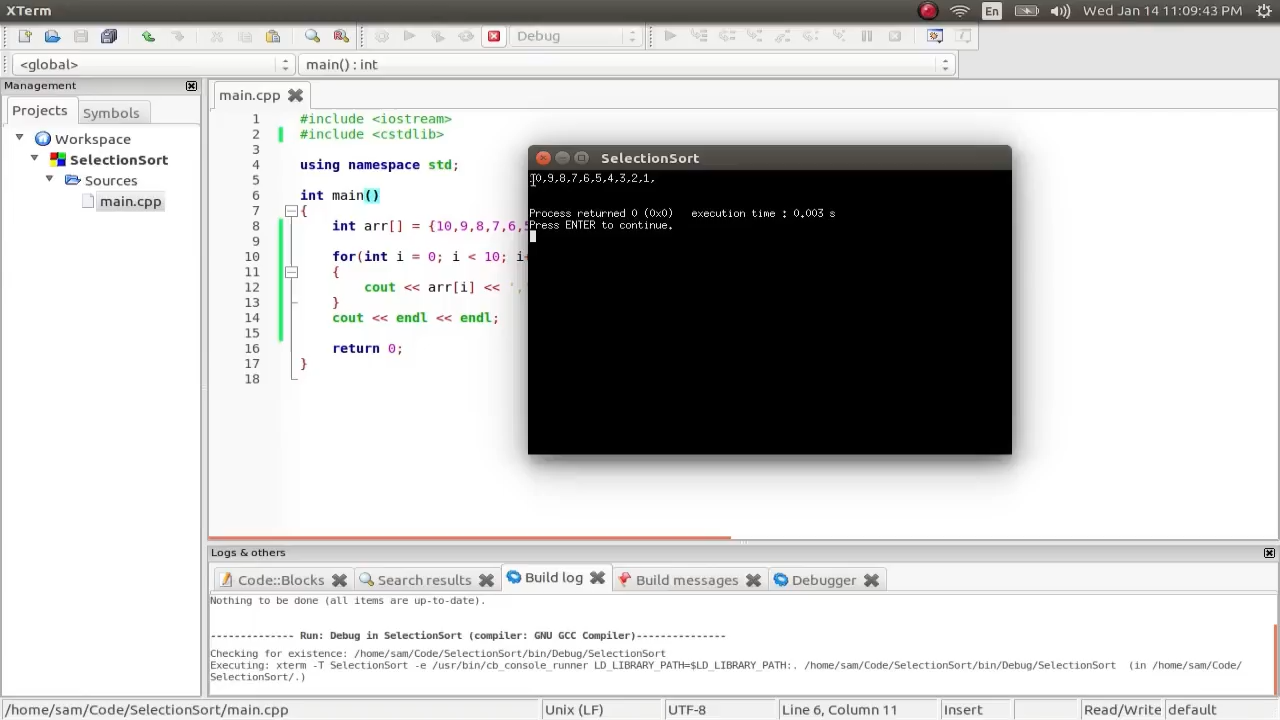 XTerm
En
Wed Jan 14 11:09:43 PM
Debug
<global>
main() : int
Management
Projects
Symbols
Workspace
SelectionSort
Sources
main.cpp
main.cpp
1 #include <iostream>
2 #include <cstdlib>
3
4 using namespace std;
5
6 int main()
7 {
8 int arr[] = {10,9,8,7,6,5
9
10 for(int i = 0; i < 10; i+
11 {
12 cout << arr[i] << ','
13 }
14 cout << endl << endl;
15
16 return 0;
17 }
18
SelectionSort
10,9,8,7,6,5,4,3,2,1,
Process returned 0 (0x0) execution time : 0.003 s
Press ENTER to continue.
Logs & others
Code::Blocks
Search results
Build log
Build messages
Debugger
Nothing to be done (all items are up-to-date).
-------------- Run: Debug in SelectionSort (compiler: GNU GCC Compiler)---------------
Checking for existence: /home/sam/Code/SelectionSort/bin/Debug/SelectionSort
Executing: xterm -T SelectionSort -e /usr/bin/cb_console_runner LD_LIBRARY_PATH=$LD_LIBRARY_PATH:. /home/sam/Code/SelectionSort/bin/Debug/SelectionSort (in /home/sam/Code/
SelectionSort/.)
/home/sam/Code/SelectionSort/main.cpp
Unix (LF)
UTF-8
Line 6, Column 11
Insert
Read/Write
default